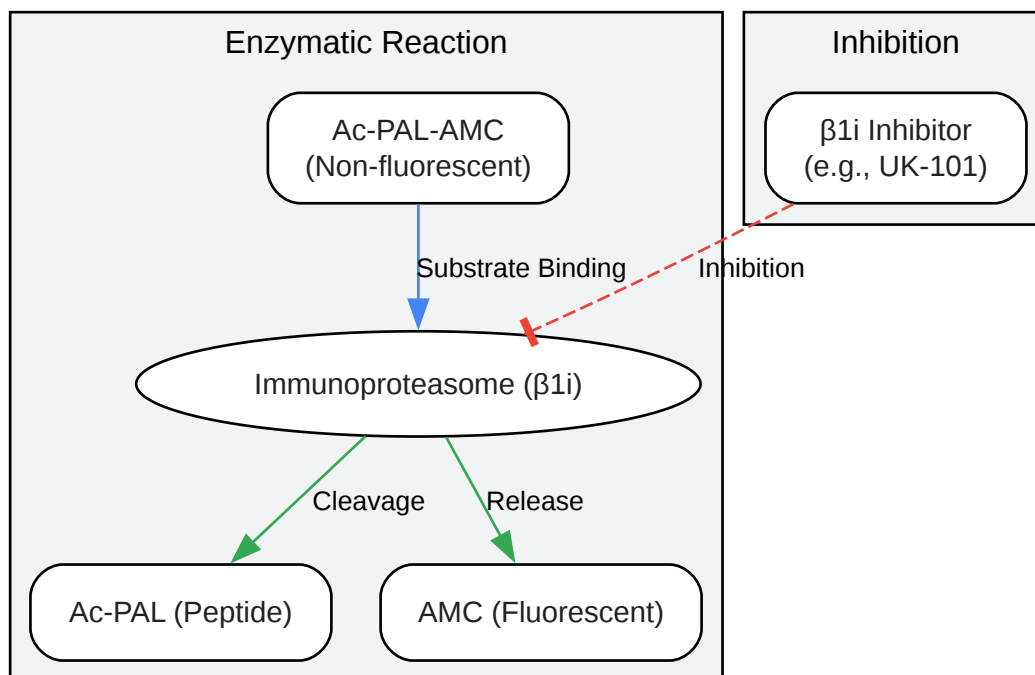 Enzymatic Reaction
Inhibition
Ac-PAL-AMC
(Non-fluorescent)
β1i Inhibitor
(e.g., UK-101)
Substrate Binding
Inhibition
Immunoproteasome (β1i)
Cleavage
Release
Ac-PAL (Peptide)
AMC (Fluorescent)